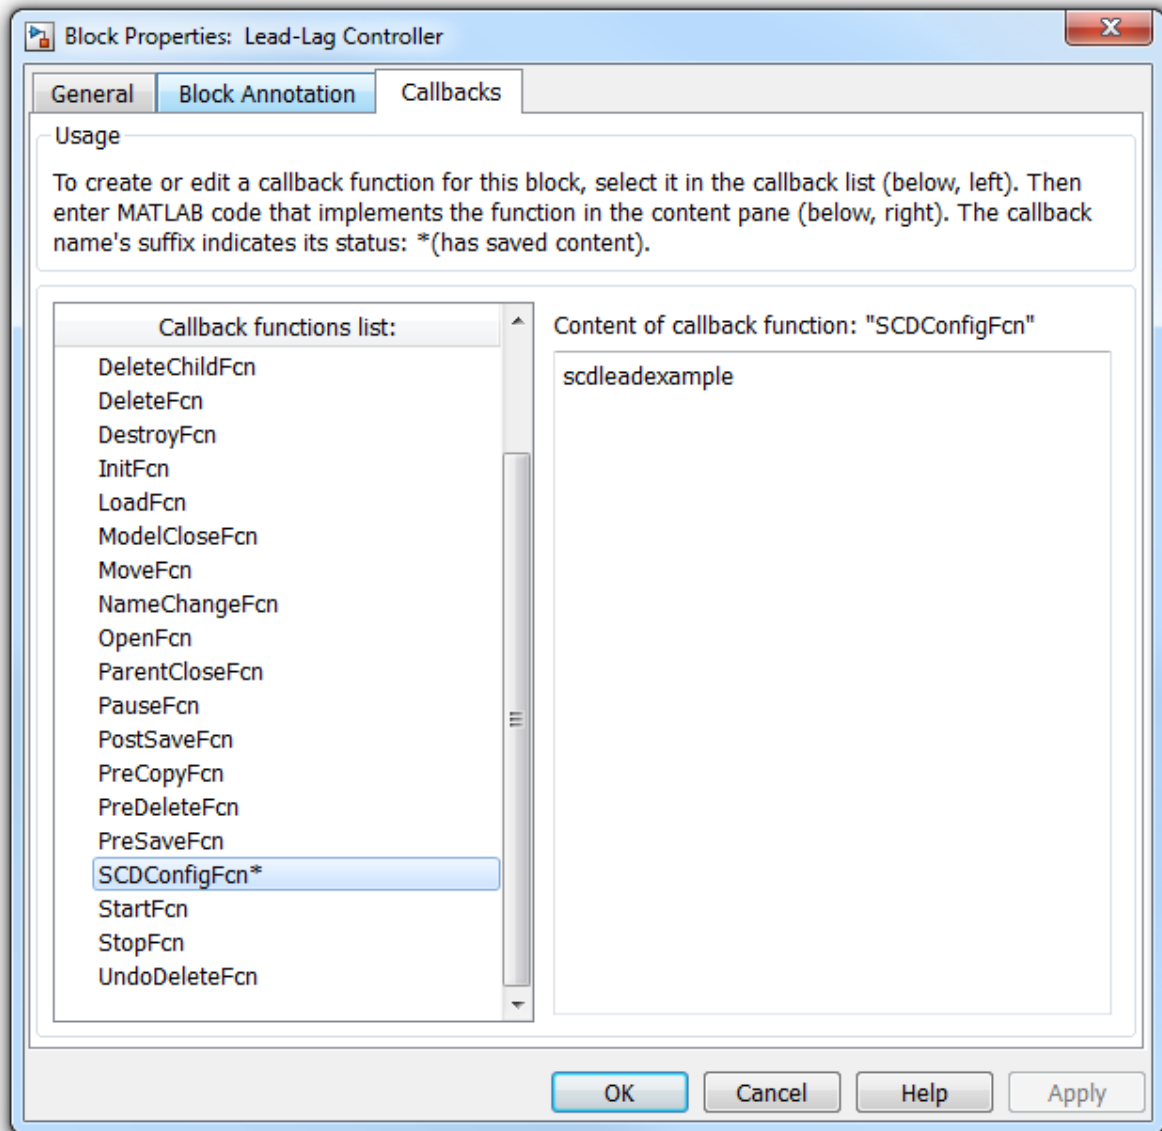 Block Properties: Lead-Lag Controller
X
General
Block Annotation
Callbacks
Usage
To create or edit a callback function for this block, select it in the callback list (below, left). Then
enter MATLAB code that implements the function in the content pane (below, right). The callback
name's suffix indicates its status: *(has saved content).
Callback functions list:
DeleteChildFcn
DeleteFcn
DestroyFcn
InitFcn
LoadFcn
ModelCloseFcn
MoveFcn
NameChangeFcn
OpenFcn
ParentCloseFcn
PauseFcn
PostSaveFcn
PreCopyFcn
PreDeleteFcn
PreSaveFcn
SCDConfigFcn*
StartFcn
StopFcn
UndoDeleteFcn
Content of callback function: "SCDConfigFcn"
scdleadexample
OK
Cancel
Help
Apply